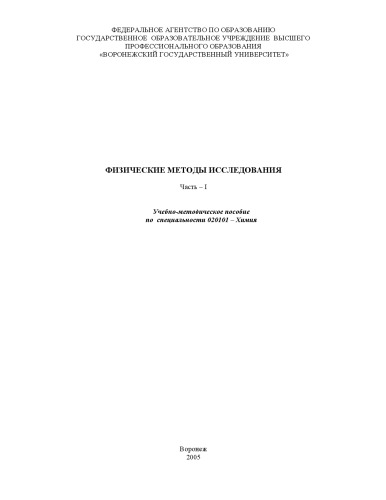 ФЕДЕРАЛЬНОЕ АГЕНТСТВО ПО ОБРАЗОВАНИЮ
ГОСУДАРСТВЕННОЕ ОБРАЗОВАТЕЛЬНОЕ УЧРЕЖДЕНИЕ ВЫСШЕГО
ПРОФЕССИОНАЛЬНОГО ОБРАЗОВАНИЯ
«ВОРОНЕЖСКИЙ ГОСУДАРСТВЕННЫЙ УНИВЕРСИТЕТ»
ФИЗИЧЕСКИЕ МЕТОДЫ ИССЛЕДОВАНИЯ
Часть – I
Учебно-методическое пособие
по специальности 020101 – Химия
Воронеж
2005